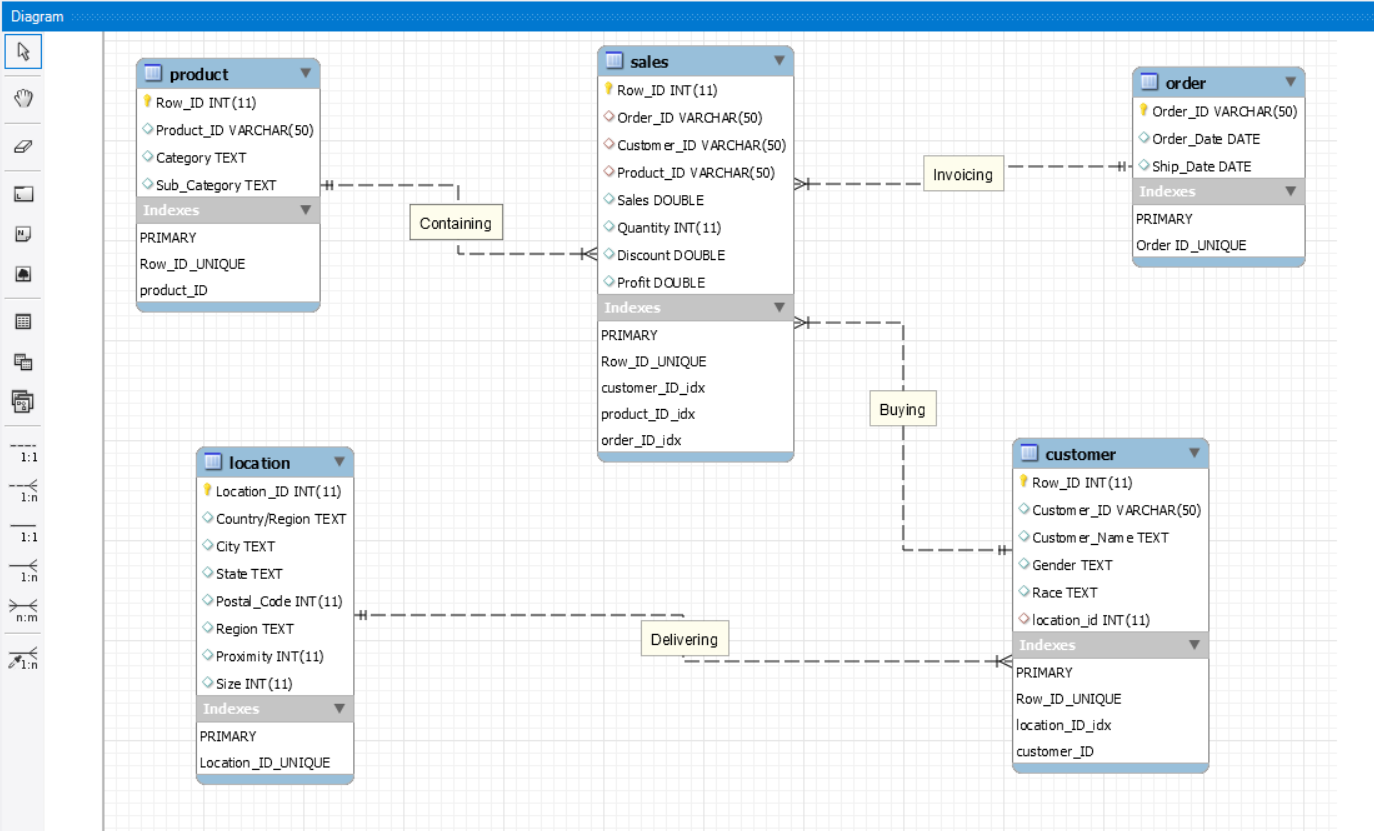 Diagram
product
Row_ID INT(11)
Product_ID VARCHAR(50)
Category TEXT
Sub_Category TEXT
Indexes
PRIMARY
Row_ID_UNIQUE
product_ID
Containing
sales
Row_ID INT(11)
Order_ID VARCHAR(50)
Customer_ID VARCHAR(50)
Product_ID VARCHAR(50)
Sales DOUBLE
Quantity INT(11)
Discount DOUBLE
Profit DOUBLE
Indexes
PRIMARY
Row_ID_UNIQUE
customer_ID_idx
product_ID_idx
order_ID_idx
Invoicing
order
Order_ID VARCHAR(50)
Order_Date DATE
Ship_Date DATE
Indexes
PRIMARY
Order ID_UNIQUE
Buying
location
Location_ID INT(11)
Country/Region TEXT
City TEXT
State TEXT
Postal_Code INT(11)
Region TEXT
Proximity INT(11)
Size INT(11)
Indexes
PRIMARY
Location_ID_UNIQUE
Delivering
customer
Row_ID INT(11)
Customer_ID VARCHAR(50)
Customer_Name TEXT
Gender TEXT
Race TEXT
location_id INT(11)
Indexes
PRIMARY
Row_ID_UNIQUE
location_ID_idx
customer_ID
1:1
1:n
1:1
1:n
n:m
1:n